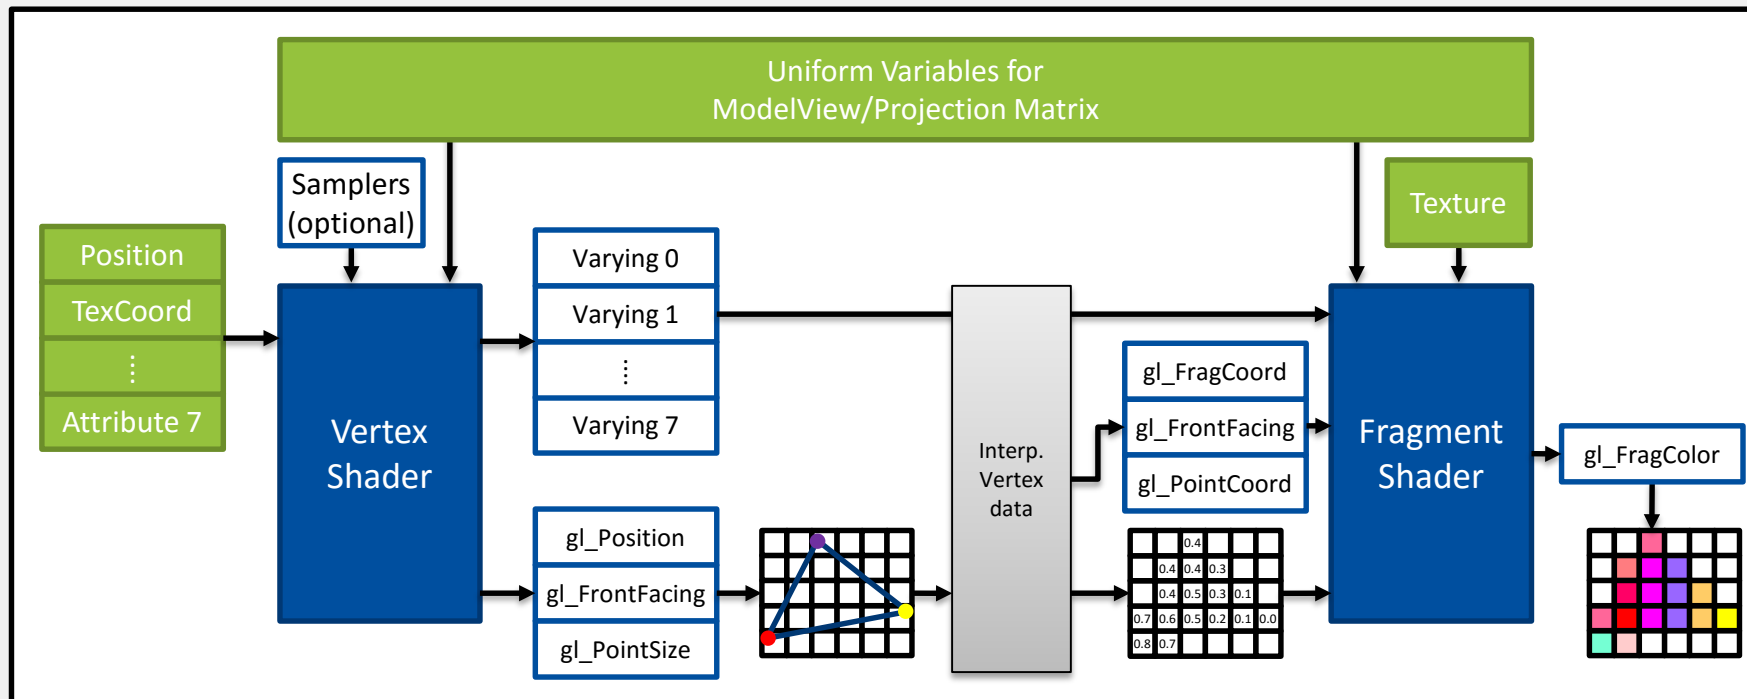 Uniform Variables for
ModelView/Projection Matrix
Samplers
(optional)
Texture
Position
TexCoord
⋮
Attribute 7
Vertex
Shader
Varying 0
Varying 1
⋮
Varying 7
gl_Position
gl_FrontFacing
gl_PointSize
Interp.
Vertex
data
gl_FragCoord
gl_FrontFacing
gl_PointCoord
0.4
0.4 0.4 0.3
0.4 0.5 0.3 0.1
0.7 0.6 0.5 0.2 0.1 0.0
0.8 0.7
Fragment
Shader
gl_FragColor